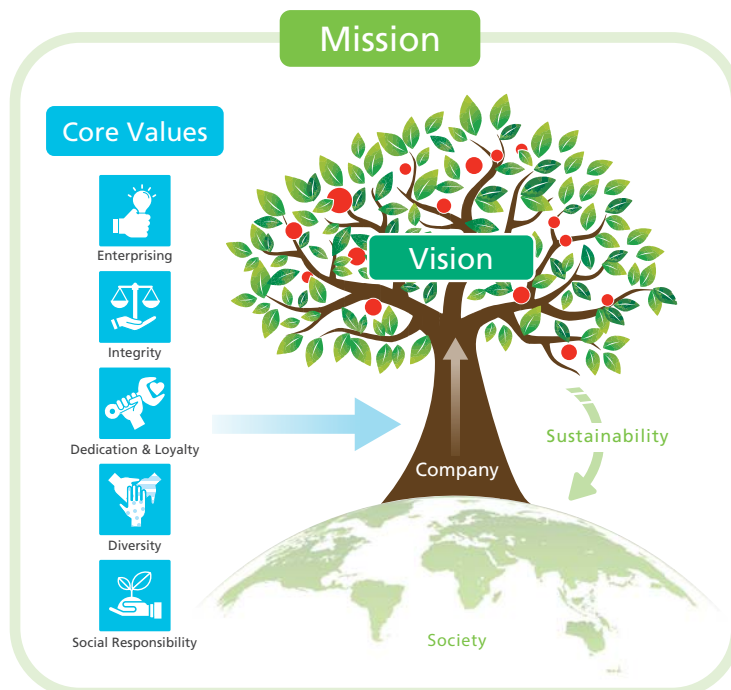 Mission
Core Values
Enterprising
Integrity
Dedication & Loyalty
Diversity
Social Responsibility
Vision
Company
Sustainability
Society